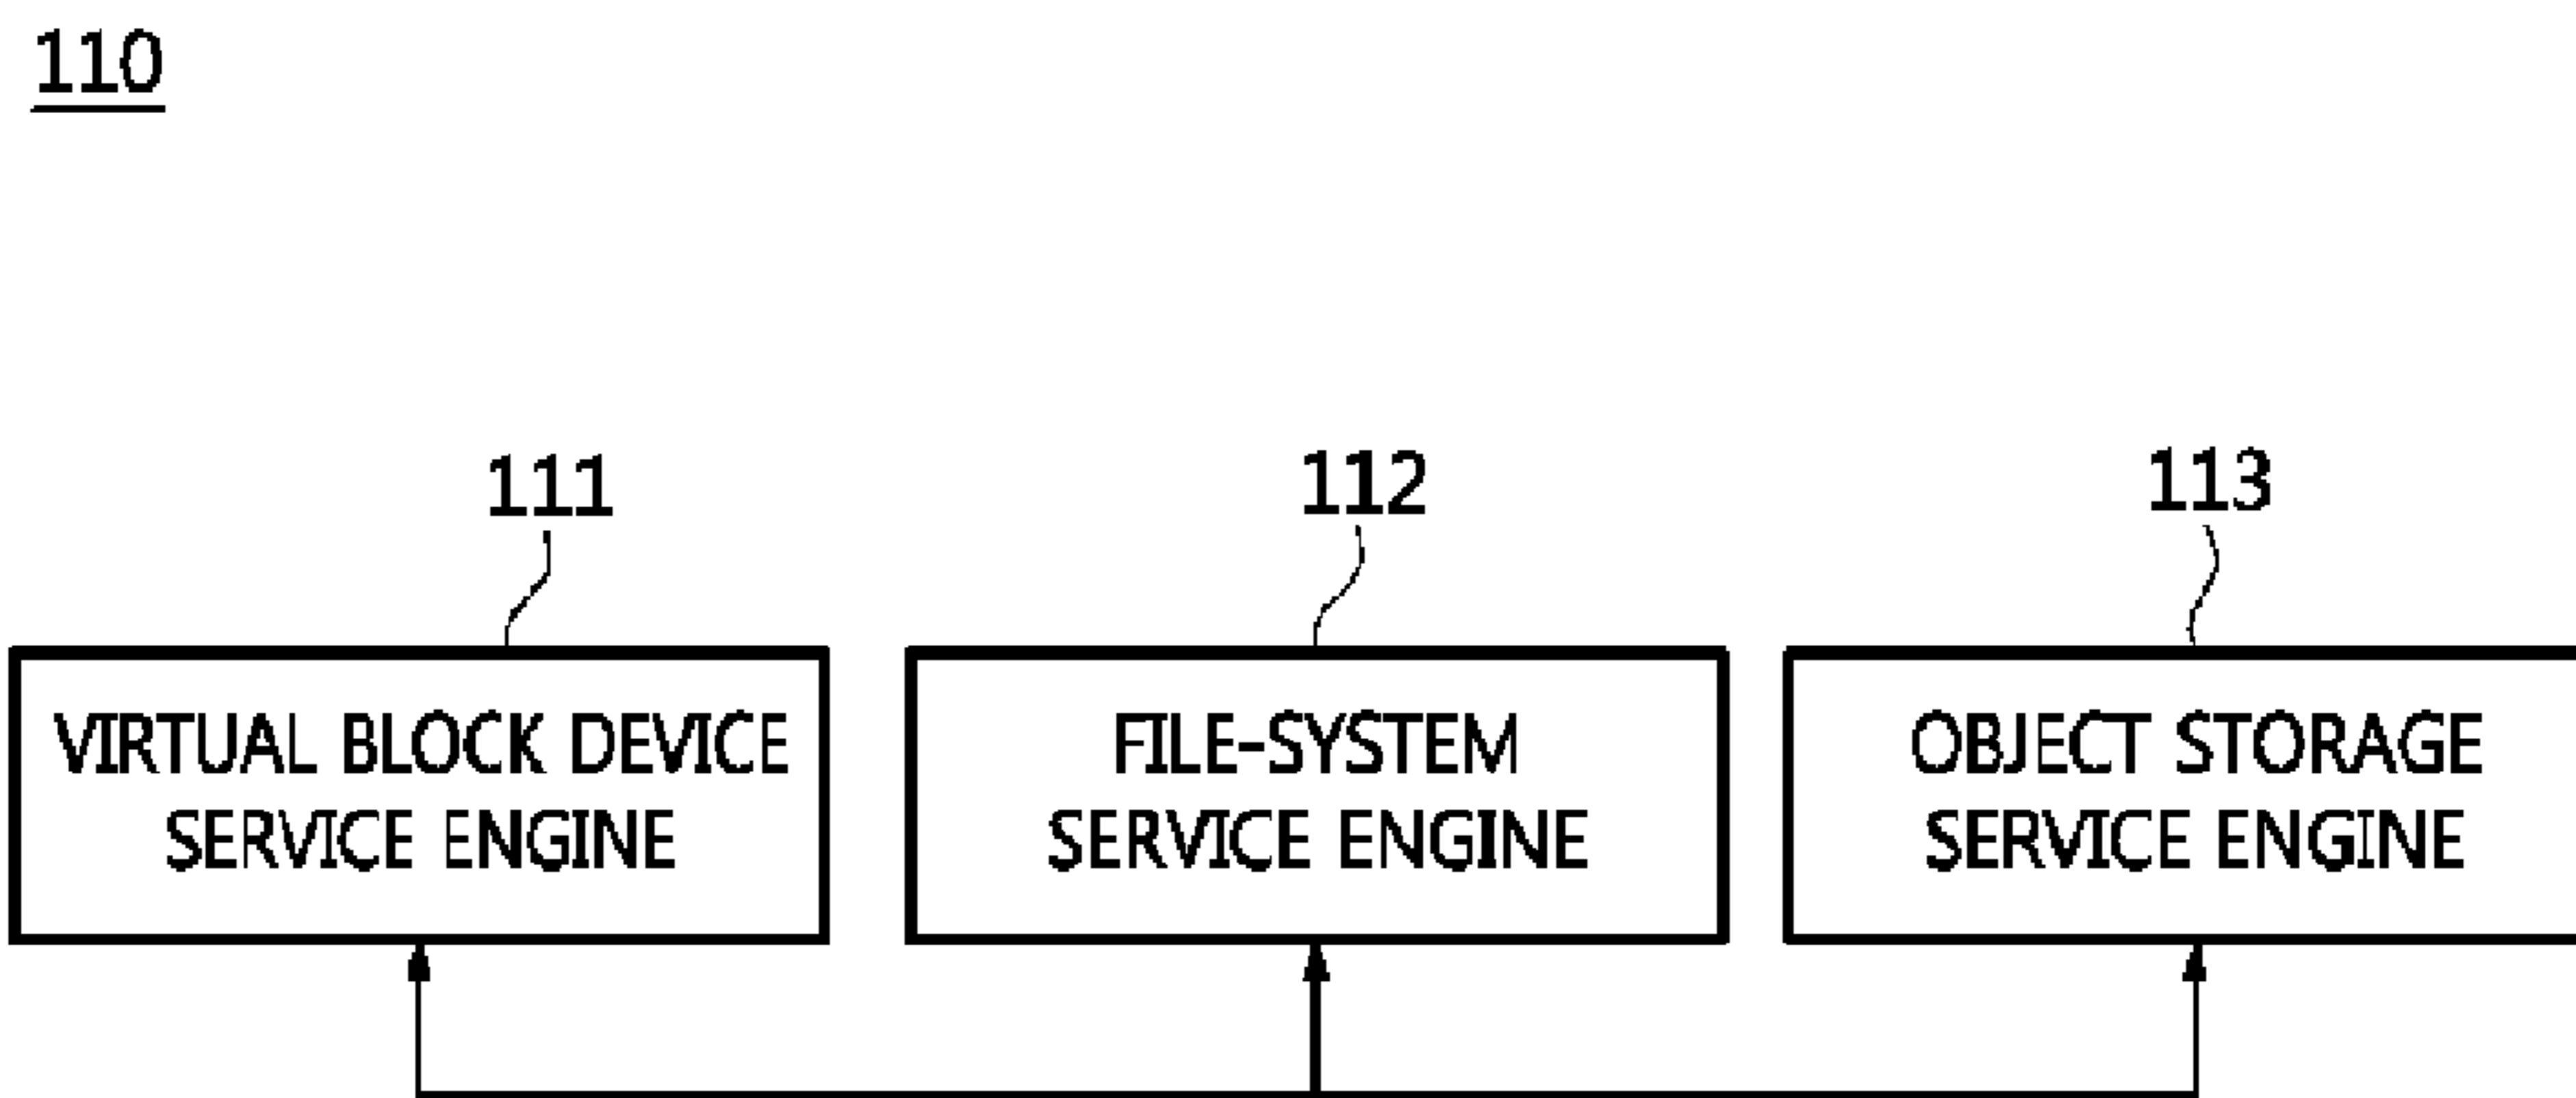 110
111
112
113
VIRTUAL BLOCK DEVICE
SERVICE ENGINE
FILE-SYSTEM
SERVICE ENGINE
OBJECT STORAGE
SERVICE ENGINE